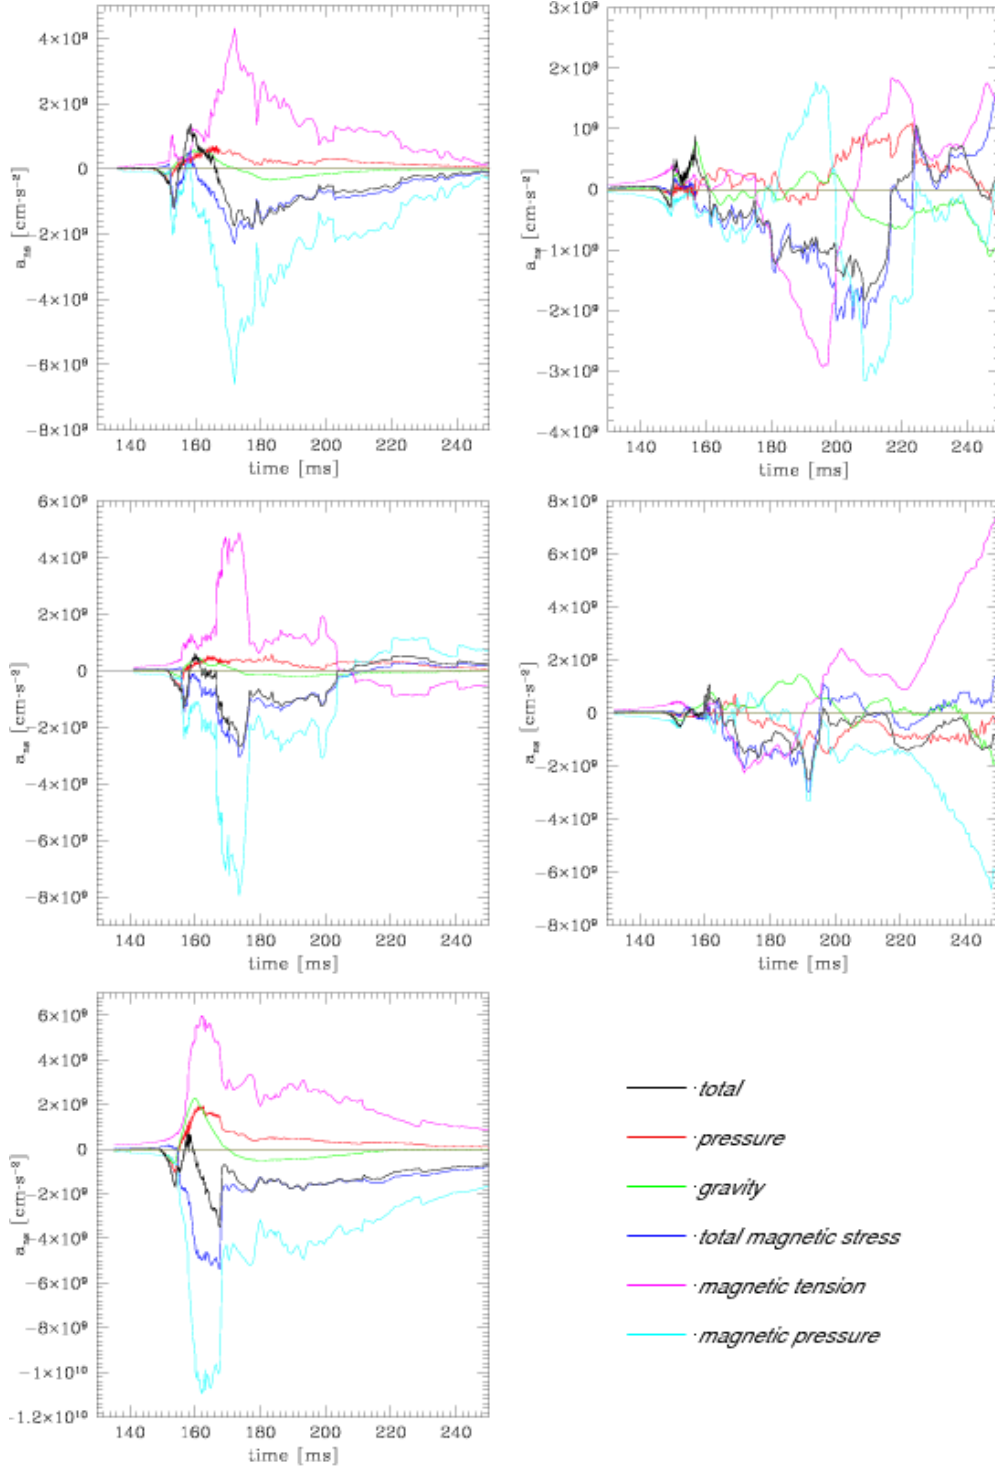 4×10⁹
2×10⁹
0
−2×10⁹
−4×10⁹
−6×10⁹
−8×10⁹
aₙₛ [cm·s⁻²]
140 160 180 200 220 240
time [ms]
3×10⁹
2×10⁹
10⁹
0
−10⁹
−2×10⁹
−3×10⁹
−4×10⁹
aₙₛ [cm·s⁻²]
140 160 180 200 220 240
time [ms]
6×10⁹
4×10⁹
2×10⁹
0
−2×10⁹
−4×10⁹
−6×10⁹
−8×10⁹
aₙₛ [cm·s⁻²]
140 160 180 200 220 240
time [ms]
8×10⁹
6×10⁹
4×10⁹
2×10⁹
0
−2×10⁹
−4×10⁹
−6×10⁹
−8×10⁹
aₙₛ [cm·s⁻²]
140 160 180 200 220 240
time [ms]
6×10⁹
4×10⁹
2×10⁹
0
−2×10⁹
−4×10⁹
−6×10⁹
−8×10⁹
−1×10¹⁰
-1.2×10¹⁰
aₙₛ [cm·s⁻²]
140 160 180 200 220 240
time [ms]
total
pressure
gravity
total magnetic stress
magnetic tension
magnetic pressure